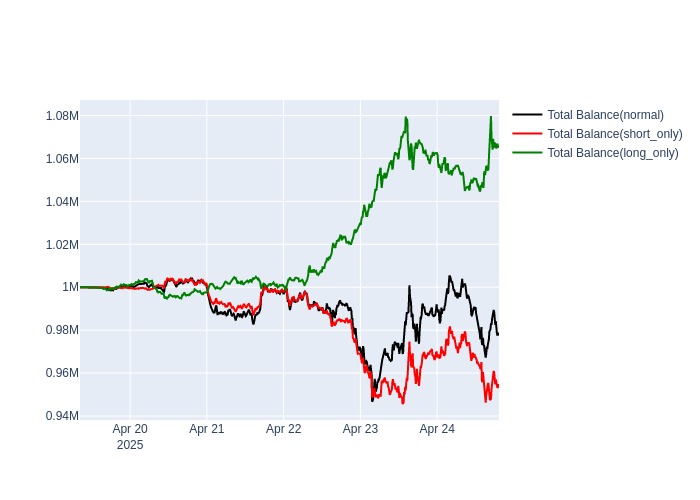 1.08M
1.06M
1.04M
1.02M
1M
0.98M
0.96M
0.94M
Apr 20
2025
Apr 21
Apr 22
Apr 23
Apr 24
Total Balance(normal)
Total Balance(short_only)
Total Balance(long_only)